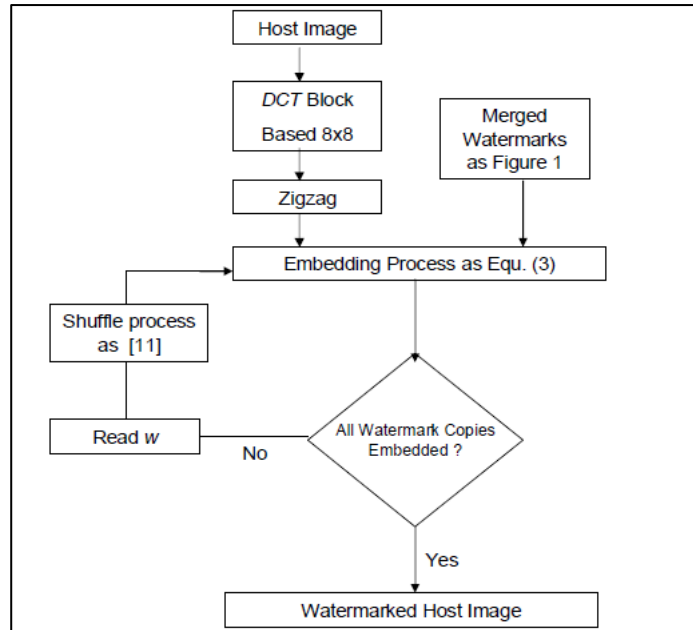 Host Image
DCT Block
Based 8x8
Merged
Watermarks
as Figure 1
Zigzag
Embedding Process as Equ. (3)
Shuffle process
as [11]
All Watermark Copies
Embedded ?
Read w
No
Yes
Watermarked Host Image